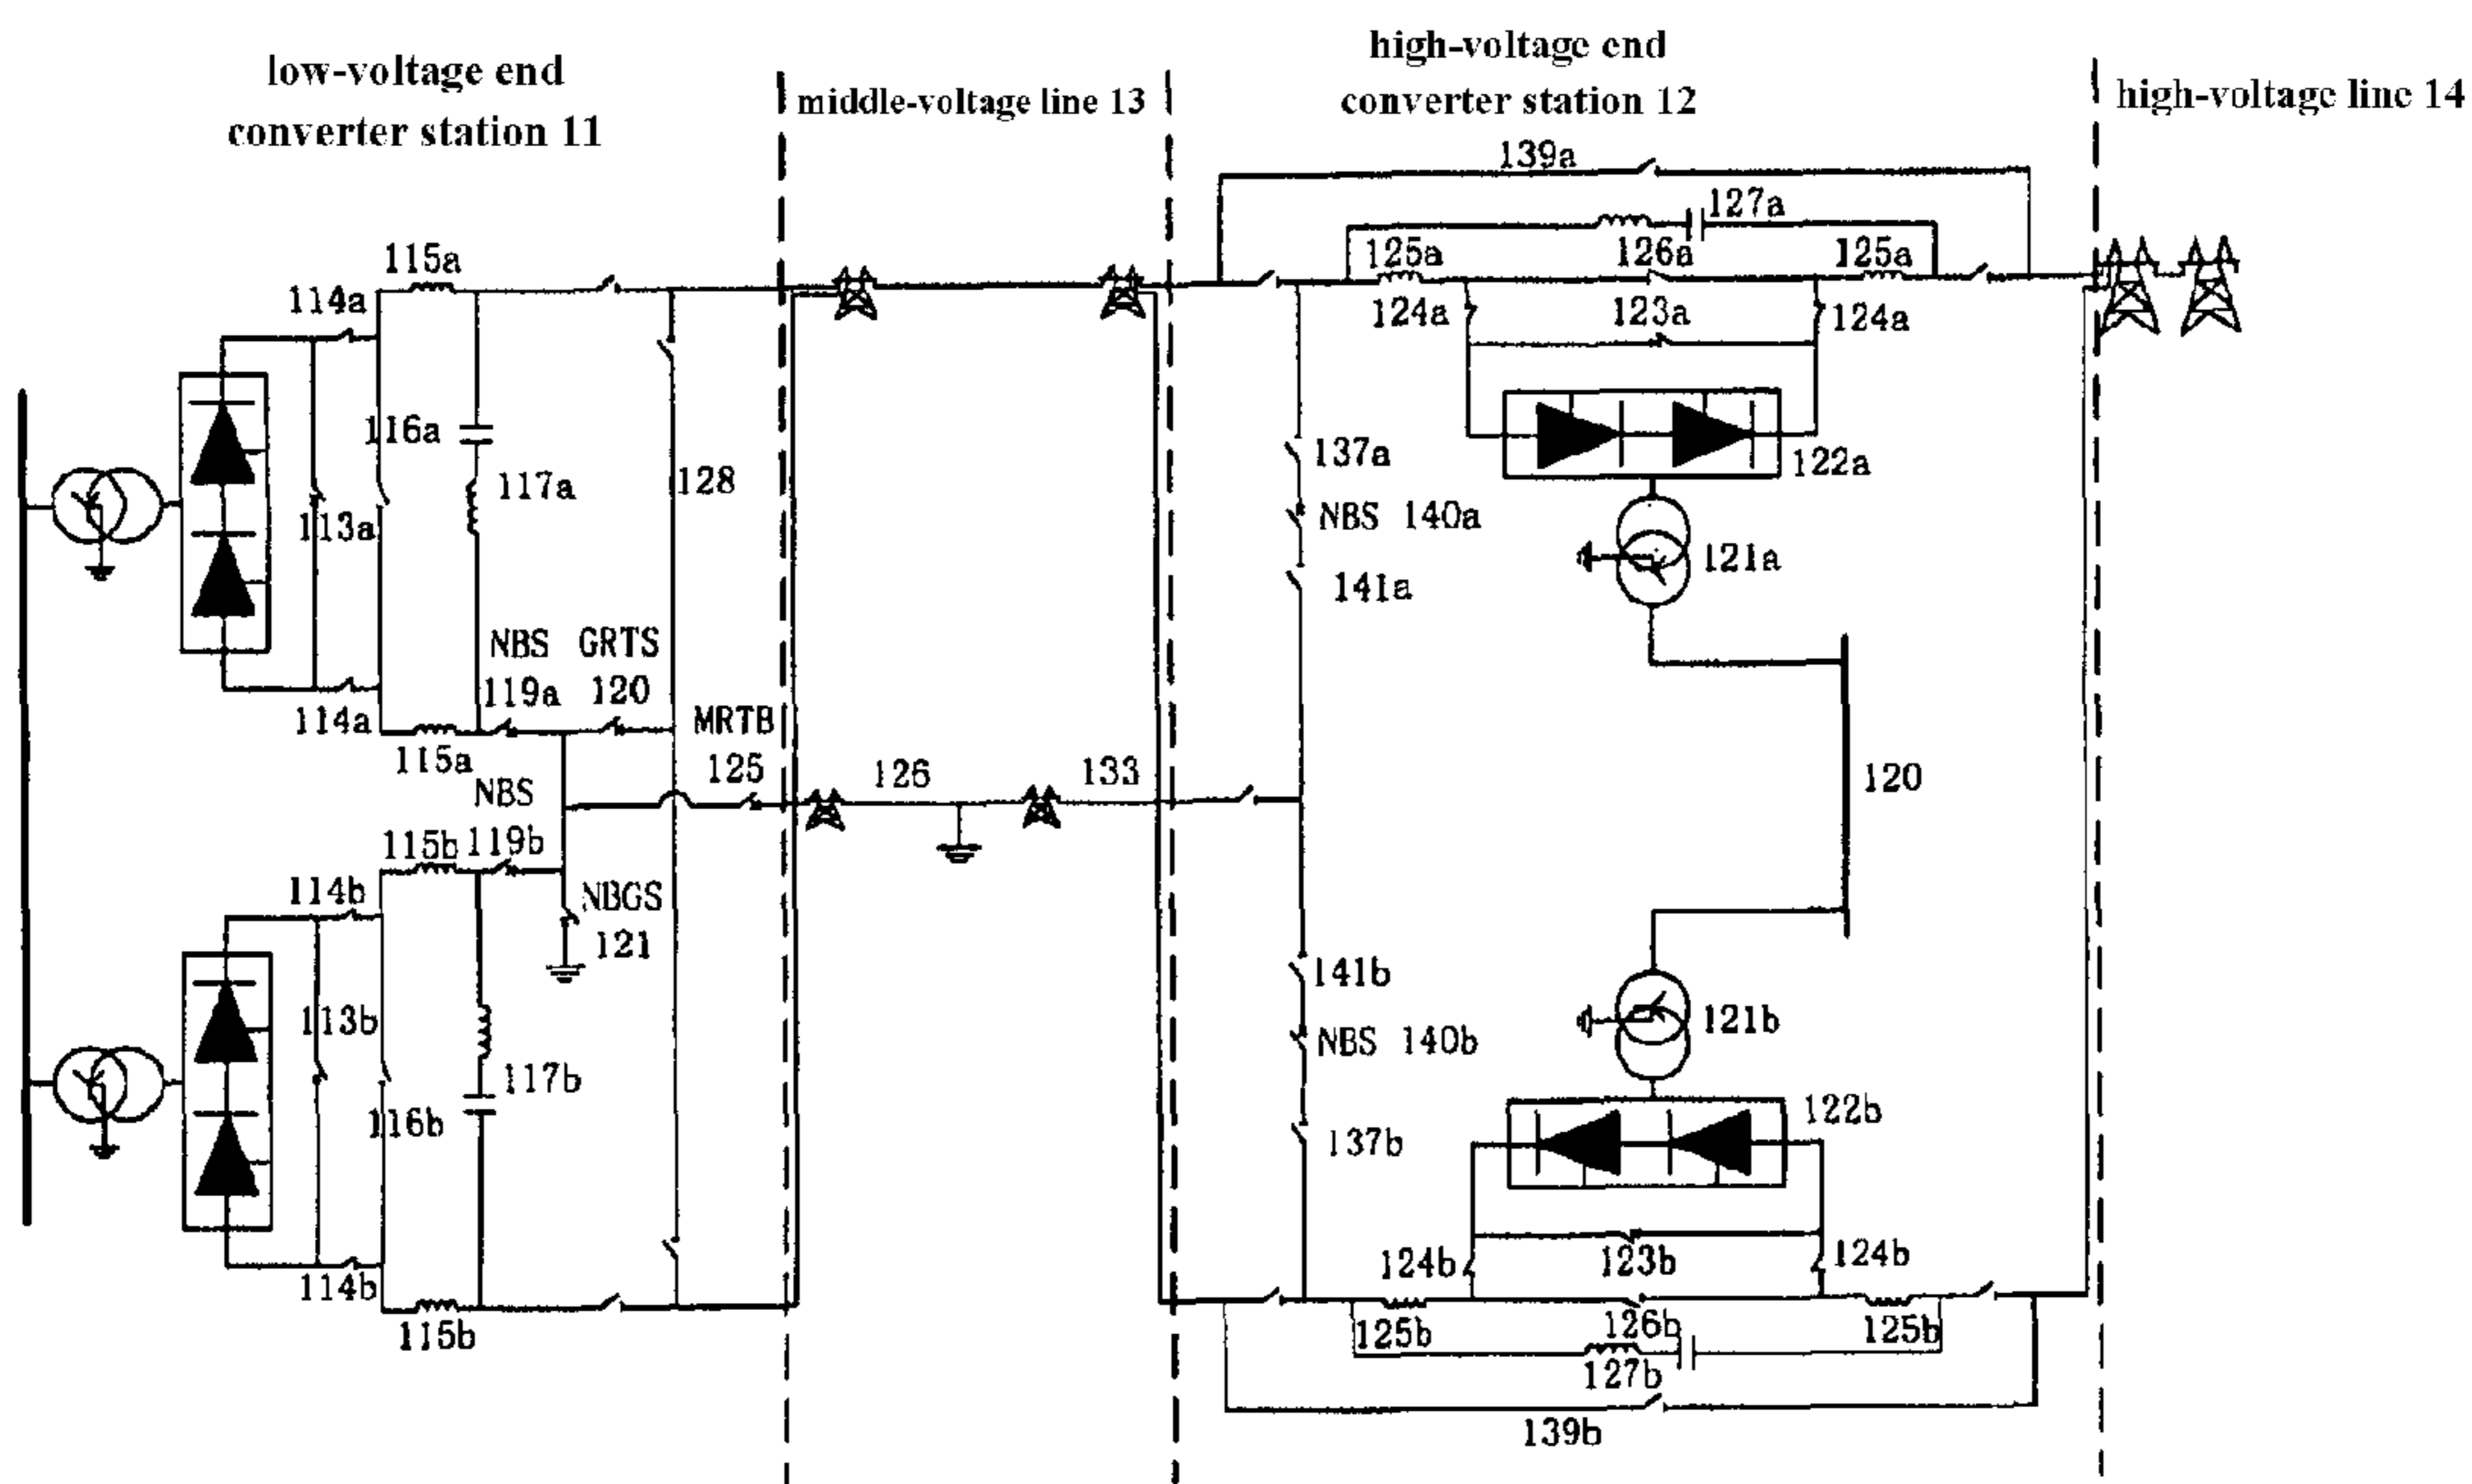 low-voltage end
converter station 11
middle-voltage line 13
high-voltage end
converter station 12
high-voltage line 14
139a
127a
115a
125a
126a
125a
114a
124a
123a
124a
116a
137a
122a
117a
128
NBS 140a
113a
121a
141a
NBS GRTS
119a 120
114a
MRTB
115a
125
126
133
120
NBS
115b
119b
114b
NBGS
121
141b
113b
121b
NBS 140b
117b
116b
122b
137b
124b
123b
124b
114b
115b
125b
126b
125b
127b
139b